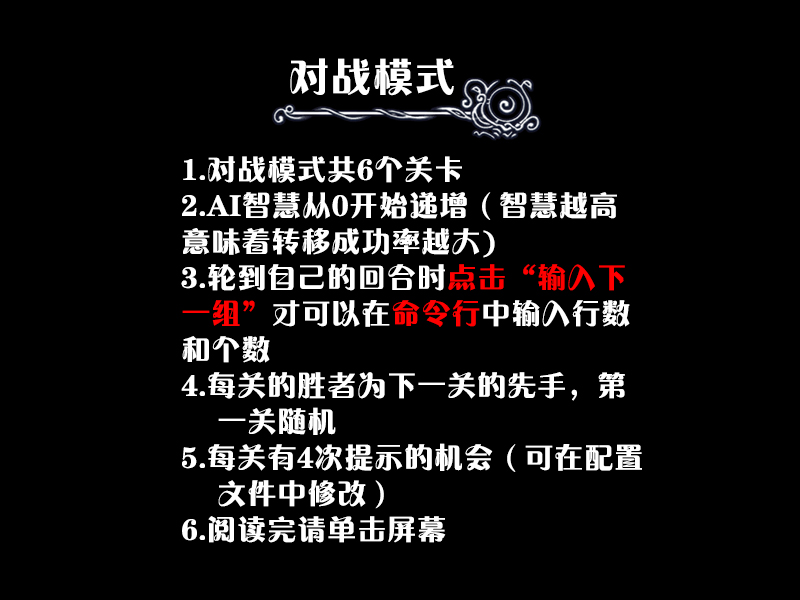 对战模式
1.对战模式共6个关卡
2.AI智慧从0开始递增（智慧越高
意味着转移成功率越大)
3.轮到自己的回合时点击“输入下
一组”才可以在命令行中输入行数
和个数
4.每关的胜者为下一关的先手，第
一关随机
5.每关有4次提示的机会（可在配置
文件中修改）
6.阅读完请单击屏幕